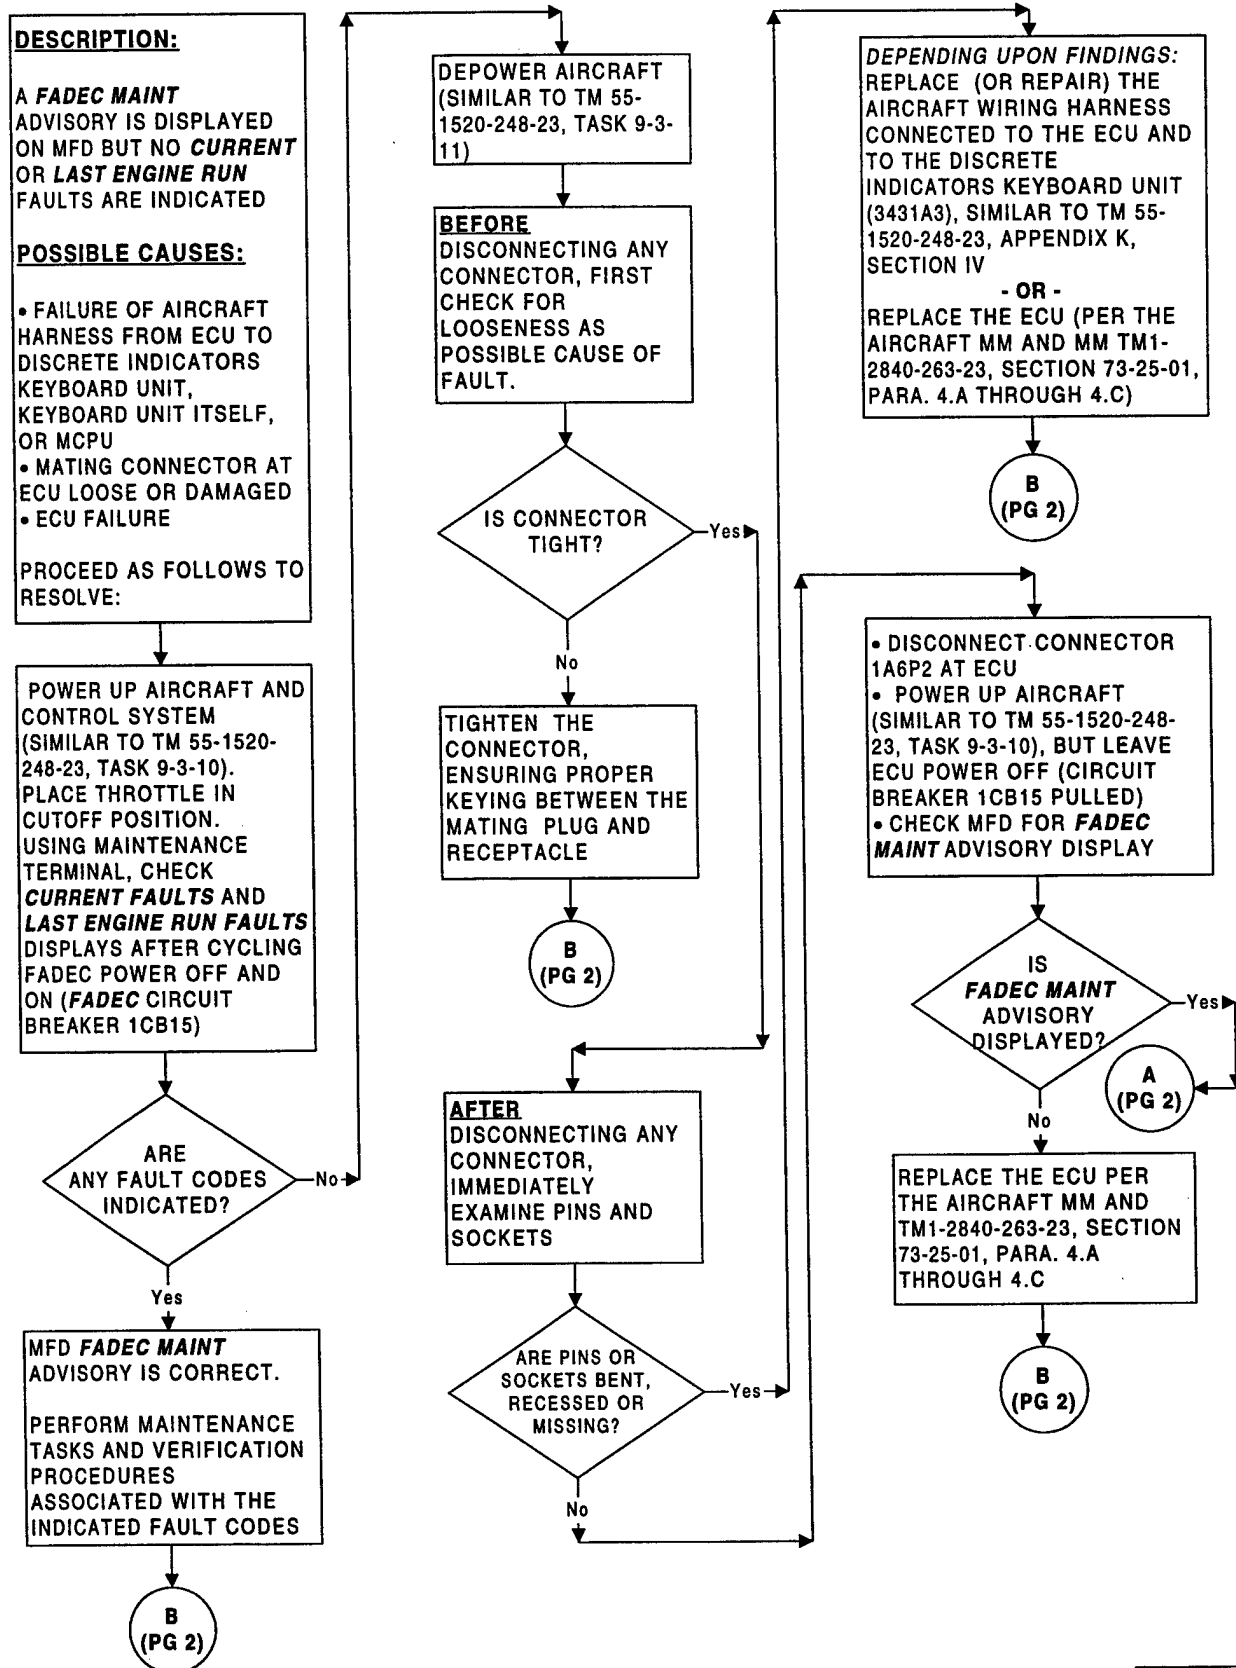 DESCRIPTION:
A FADEC MAINT
ADVISORY IS DISPLAYED
ON MFD BUT NO CURRENT
OR LAST ENGINE RUN
FAULTS ARE INDICATED
POSSIBLE CAUSES:
• FAILURE OF AIRCRAFT
HARNESS FROM ECU TO
DISCRETE INDICATORS
KEYBOARD UNIT,
KEYBOARD UNIT ITSELF,
OR MCPU
• MATING CONNECTOR AT
ECU LOOSE OR DAMAGED
• ECU FAILURE
PROCEED AS FOLLOWS TO
RESOLVE:
POWER UP AIRCRAFT AND
CONTROL SYSTEM
(SIMILAR TO TM 55-1520-
248-23, TASK 9-3-10).
PLACE THROTTLE IN
CUTOFF POSITION.
USING MAINTENANCE
TERMINAL, CHECK
CURRENT FAULTS AND
LAST ENGINE RUN FAULTS
DISPLAYS AFTER CYCLING
FADEC POWER OFF AND
ON (FADEC CIRCUIT
BREAKER 1CB15)
ARE
ANY FAULT CODES
INDICATED?
No
Yes
MFD FADEC MAINT
ADVISORY IS CORRECT.
PERFORM MAINTENANCE
TASKS AND VERIFICATION
PROCEDURES
ASSOCIATED WITH THE
INDICATED FAULT CODES
B
(PG 2)
DEPOWER AIRCRAFT
(SIMILAR TO TM 55-
1520-248-23, TASK 9-3-
11)
BEFORE
DISCONNECTING ANY
CONNECTOR, FIRST
CHECK FOR
LOOSENESS AS
POSSIBLE CAUSE OF
FAULT.
IS CONNECTOR
TIGHT?
Yes
No
TIGHTEN THE
CONNECTOR,
ENSURING PROPER
KEYING BETWEEN THE
MATING PLUG AND
RECEPTACLE
B
(PG 2)
AFTER
DISCONNECTING ANY
CONNECTOR,
IMMEDIATELY
EXAMINE PINS AND
SOCKETS
ARE PINS OR
SOCKETS BENT,
RECESSED OR
MISSING?
Yes
No
DEPENDING UPON FINDINGS:
REPLACE (OR REPAIR) THE
AIRCRAFT WIRING HARNESS
CONNECTED TO THE ECU AND
TO THE DISCRETE
INDICATORS KEYBOARD UNIT
(3431A3), SIMILAR TO TM 55-
1520-248-23, APPENDIX K,
SECTION IV
- OR -
REPLACE THE ECU (PER THE
AIRCRAFT MM AND MM TM1-
2840-263-23, SECTION 73-25-01,
PARA. 4.A THROUGH 4.C)
B
(PG 2)
• DISCONNECT CONNECTOR
1A6P2 AT ECU
• POWER UP AIRCRAFT
(SIMILAR TO TM 55-1520-248-
23, TASK 9-3-10), BUT LEAVE
ECU POWER OFF (CIRCUIT
BREAKER 1CB15 PULLED)
• CHECK MFD FOR FADEC
MAINT ADVISORY DISPLAY
IS
FADEC MAINT
ADVISORY
DISPLAYED?
Yes
A
(PG 2)
No
REPLACE THE ECU PER
THE AIRCRAFT MM AND
TM1-2840-263-23, SECTION
73-25-01, PARA. 4.A
THROUGH 4.C
B
(PG 2)